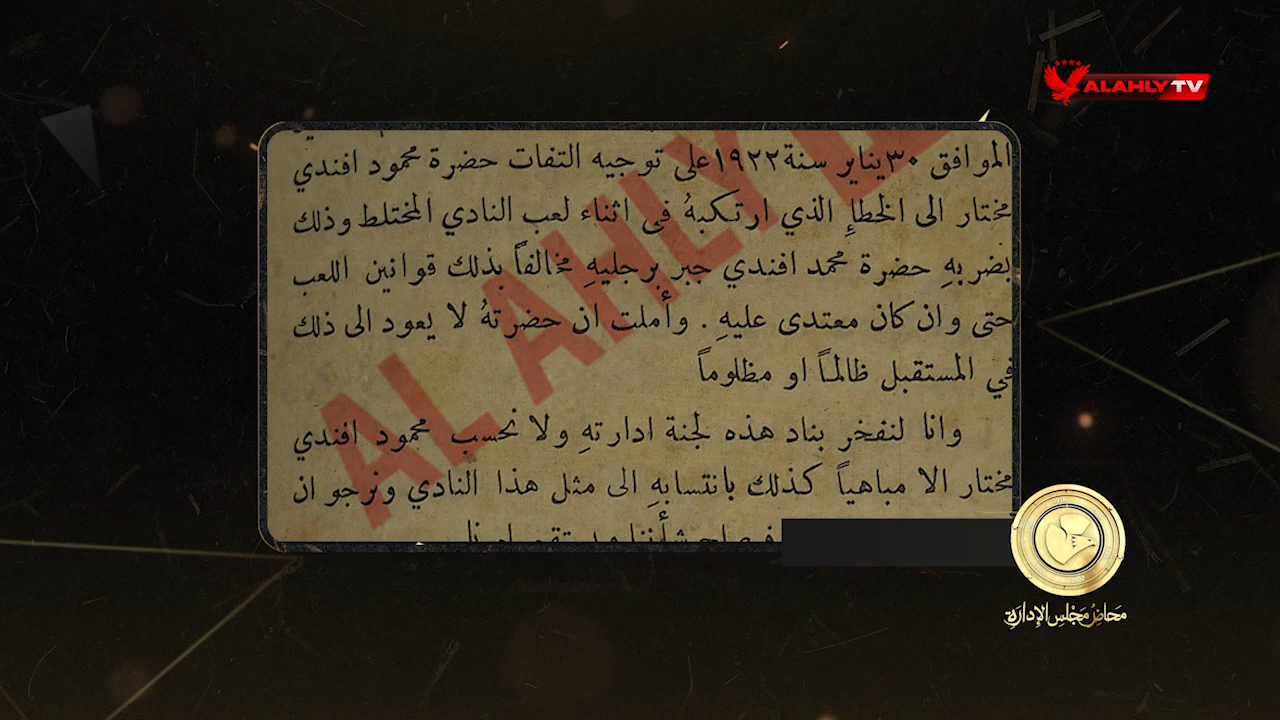 ALAHLY TV
الموافق ٣٠ يناير سنة ١٩٢٢ على توجيه التفات حضرة محمود افندي
مختار الى الخطإِ الذي ارتكبهُ في اثناء لعب النادي المختلط وذلك
بضربهِ حضرة محمد افندي جبر برجليهِ مخالفاً بذلك قوانين اللعب
حتى وان كان معتدى عليهِ . وأملت ان حضرتهُ لا يعود الى ذلك
في المستقبل ظالماً او مظلوماً
وانا لنفخر بناد هذه لجنة ادارتهِ ولا نحسب محمود افندي
مختار الا مباهياً كذلك بانتسابهِ الى مثل هذا النادي ونرجو ان
AL AHLY
محاضر مجلس الإدارة